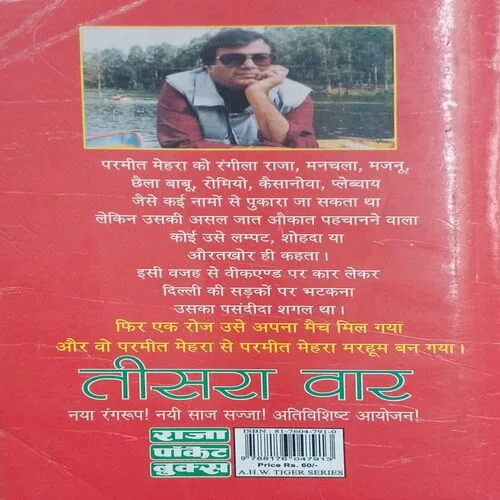 परमीत मेहरा को रंगीला राजा, मनचला, मजनू,
छैला बाबू, रोमियो, कैसानोवा, प्लेब्वाय
जैसे कई नामों से पुकारा जा सकता था
लेकिन उसकी असल जात औकात पहचानने वाला
कोई उसे लम्पट, शोहदा या
औरतखोर ही कहता।
इसी वजह से वीकएण्ड पर कार लेकर
दिल्ली की सड़कों पर भटकना
उसका पसंदीदा शगल था।
फिर एक रोज उसे अपना मैच मिल गया
और वो परमीत मेहरा से परमीत मेहरा मरहूम बन गया।
तीसरा वार
नया रंगरूप! नयी साज सज्जा! अतिविशिष्ट आयोजन!
राजा
पॉकेट
बुक्स
ISBN : 81-7604-791-0
9 788176 047913
Price Rs. 60/-
A.H.W. TIGER SERIES